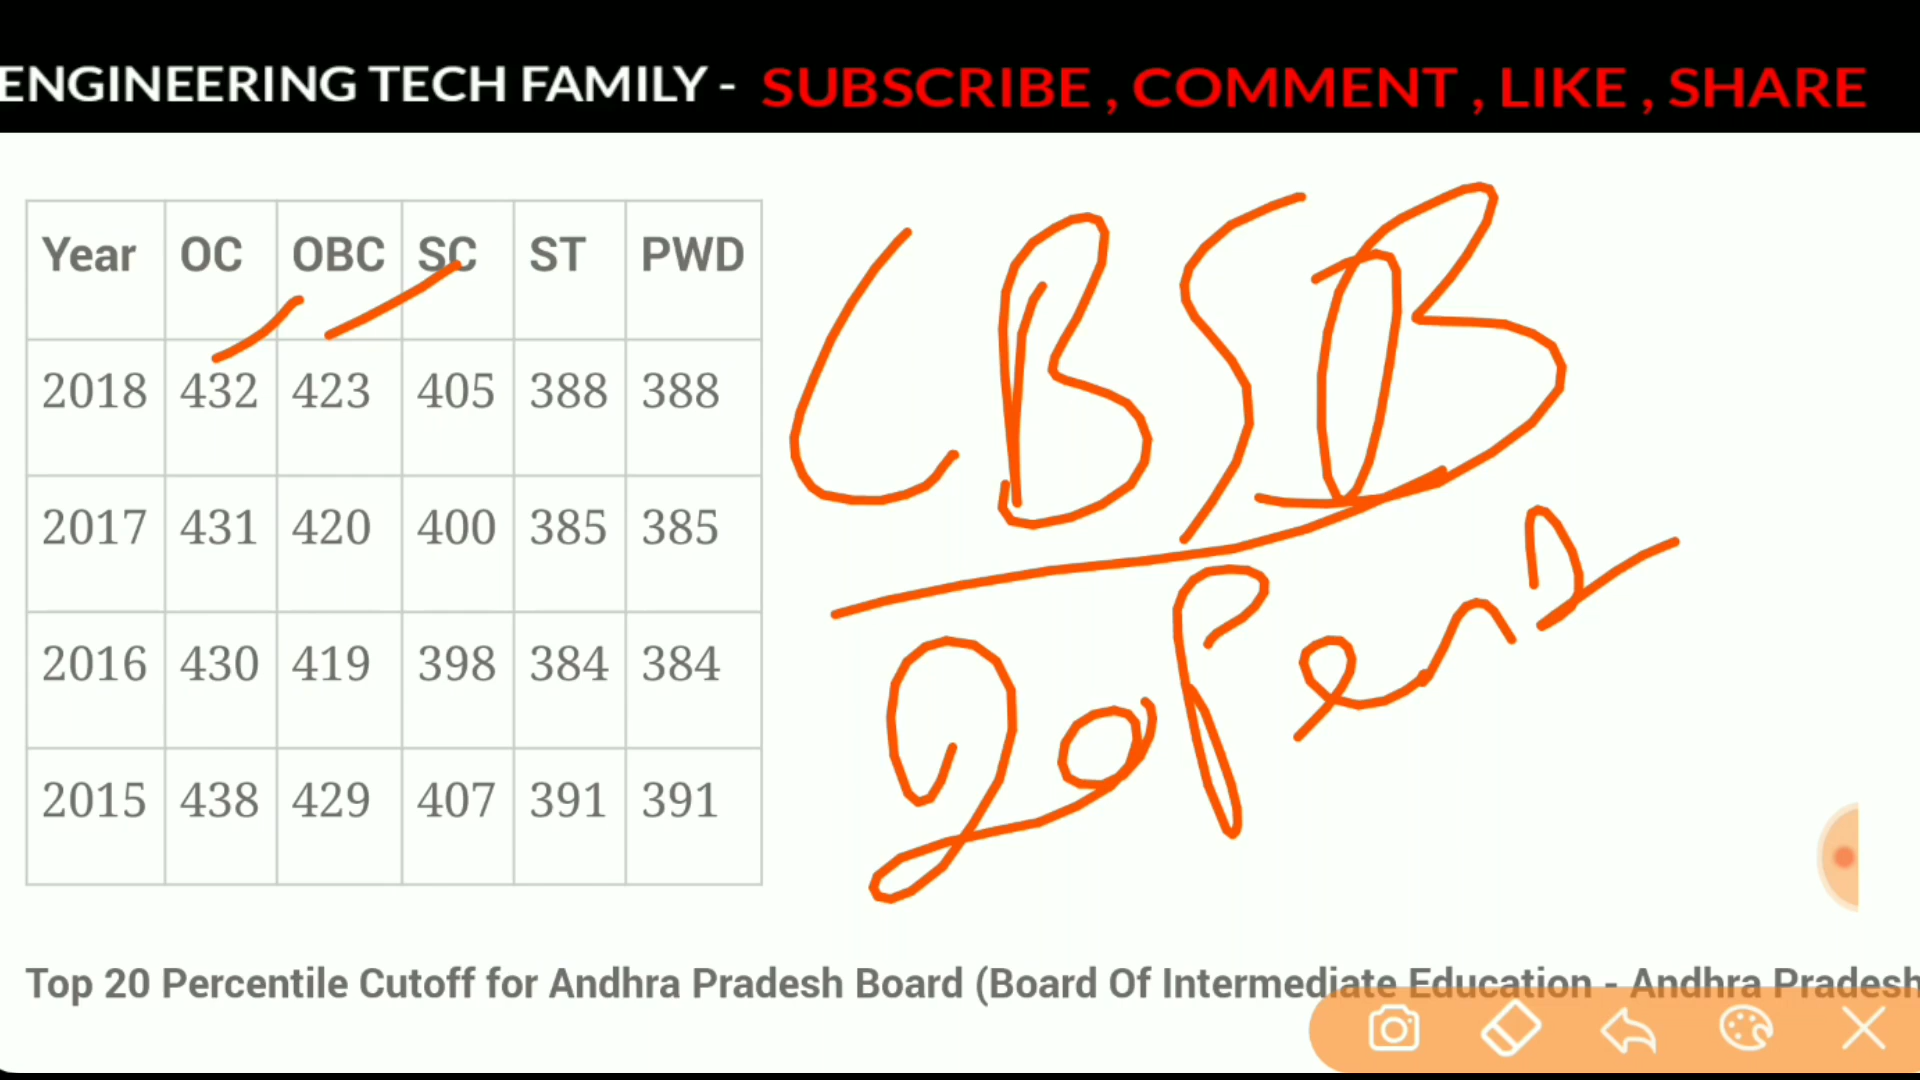 ENGINEERING TECH FAMILY - SUBSCRIBE , COMMENT , LIKE , SHARE
Year OC OBC SC ST PWD
2018 432 423 405 388 388
2017 431 420 400 385 385
2016 430 419 398 384 384
2015 438 429 407 391 391
CBSB
Top 20 Percentile Cutoff for Andhra Pradesh Board (Board Of Intermediate Education - Andhra Pradesh